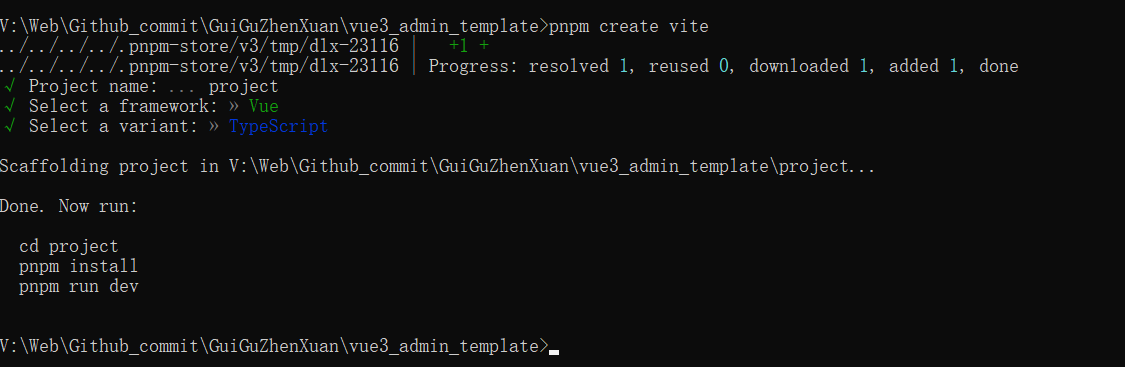 V:\Web\Github_commit\GuiGuZhenXuan\vue3_admin_template>pnpm create vite
../../../../.pnpm-store/v3/tmp/dlx-23116 |   +1 +
../../../../.pnpm-store/v3/tmp/dlx-23116 | Progress: resolved 1, reused 0, downloaded 1, added 1, done
√ Project name: ... project
√ Select a framework: » Vue
√ Select a variant: » TypeScript
Scaffolding project in V:\Web\Github_commit\GuiGuZhenXuan\vue3_admin_template\project...
Done. Now run:
cd project
pnpm install
pnpm run dev
V:\Web\Github_commit\GuiGuZhenXuan\vue3_admin_template>